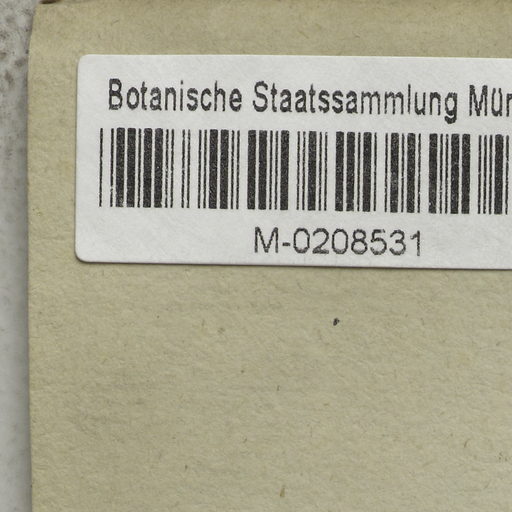 Botanische Staatssammlung Mün
M-0208531